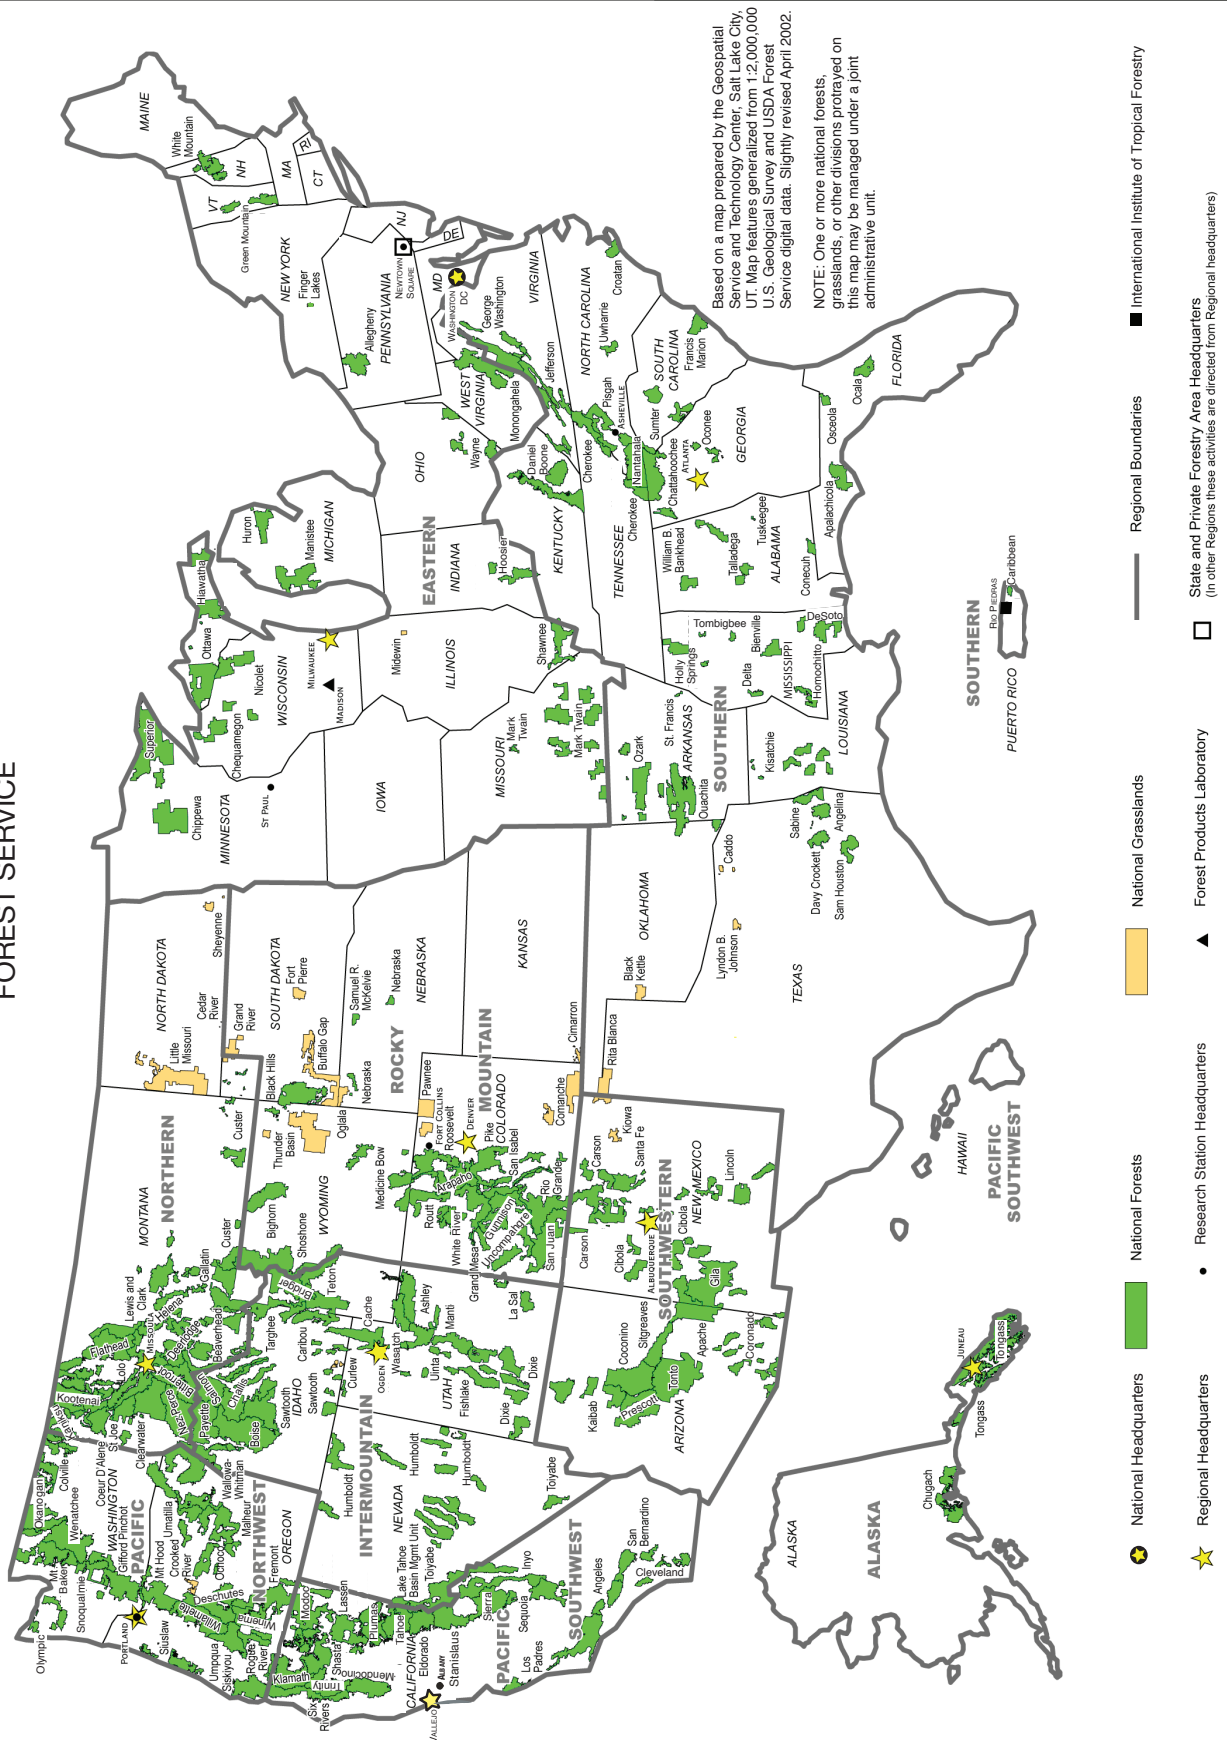 FOREST SERVICE
MAINE
White
Mountain
VT
NH
MA
RI
CT
Green Mountain
NEW YORK
Finger
Lakes
Allegheny
PENNSYLVANIA
NJ
NEWTOWN
SQUARE
DE
MD
WASHINGTON
DC
George
Washington
WEST
VIRGINIA
VIRGINIA
Monongahela
Jefferson
OHIO
Wayne
Daniel
Boone
NORTH CAROLINA
Croatan
Uwharrie
Pisgah
ASHEVILLE
Cherokee
Nantahala
SOUTH
CAROLINA
Francis
Marion
Sumter
Chattahoochee
ATLANTA
Oconee
GEORGIA
Ocala
FLORIDA
Osceola
Apalachicola
Huron
Manistee
MICHIGAN
Hiawatha
EASTERN
INDIANA
Hoosier
KENTUCKY
TENNESSEE
Cherokee
William B.
Bankhead
Talladega
Tuskeegee
ALABAMA
Conecuh
Ottawa
Nicolet
WISCONSIN
Chequamegon
MILWAUKEE
MADISON
Midewin
ILLINOIS
Shawnee
Holly
Springs
Tombigbee
Bienville
Delta
MISSISSIPPI
DeSoto
Homochitto
Superior
Chippewa
MINNESOTA
ST PAUL
IOWA
MISSOURI
Mark
Twain
Mark Twain
Ozark
St. Francis
ARKANSAS
SOUTHERN
Ouachita
Kisatchie
LOUISIANA
Sabine
Angelina
Davy Crockett
Sam Houston
Caddo
Lyndon B.
Johnson
TEXAS
OKLAHOMA
Black
Kettle
Rita Blanca
NORTH DAKOTA
Sheyenne
Cedar
River
Little
Missouri
Grand
River
SOUTH DAKOTA
Fort
Pierre
Buffalo Gap
Black Hills
Samuel R.
McKelvie
Nebraska
NEBRASKA
Nebraska
Oglala
ROCKY
MOUNTAIN
KANSAS
Cimarron
Comanche
COLORADO
Pawnee
FORT COLLINS
Roosevelt
DENVER
Pike
San Isabel
Arapaho
Routt
White River
Gunnison
Grand Mesa
Uncompahgre
Rio
Grande
San Juan
NORTHERN
MONTANA
Custer
Custer
Gallatin
Lewis and
Clark
Helena
Flathead
MISSOULA
Lolo
Deerlodge
Bitterroot
Beaverhead
Kootenai
Kaniksu
St Joe
Coeur D'Alene
Clearwater
Nez Perce
Thunder
Basin
Medicine Bow
WYOMING
Bighorn
Shoshone
Bridger
Teton
Targhee
Caribou
Salmon
Challis
Payette
Boise
Sawtooth
IDAHO
Sawtooth
Curlew
Cache
OGDEN
Wasatch
Ashley
Uinta
Manti
La Sal
UTAH
Fishlake
Dixie
Dixie
INTERMOUNTAIN
NEVADA
Humboldt
Humboldt
Humboldt
Toiyabe
Toiyabe
Carson
Carson
Kiowa
Santa Fe
SOUTHWESTERN
ALBUQUERQUE
Cibola
Cibola
NEW MEXICO
Lincoln
Gila
Coconino
Sitgreaves
Apache
Coronado
Tonto
Prescott
Kaibab
ARIZONA
Okanogan
Colville
Wenatchee
WASHINGTON
Gifford Pinchot
PACIFIC
NORTHWEST
Mt
Baker
Snoqualmie
Olympic
PORTLAND
Siuslaw
Mt Hood
Umatilla
Crooked
River
Ochoco
Malheur
Wallowa-
Whitman
OREGON
Fremont
Deschutes
Willamette
Winema
Umpqua
Rogue
River
Siskiyou
Klamath
Six
Rivers
Trinity
Shasta
Mendocino
Modoc
Lassen
Plumas
Tahoe
CALIFORNIA
Eldorado
Lake Tahoe
Basin Mgmt Unit
ALBANY
VALLEJO
Stanislaus
Sierra
Inyo
Sequoia
PACIFIC
SOUTHWEST
Los
Padres
Angeles
San
Bernardino
Cleveland
ALASKA
ALASKA
Chugach
Tongass
Tongass
JUNEAU
HAWAII
PACIFIC
SOUTHWEST
SOUTHERN
RIO PIEDRAS
Caribbean
PUERTO RICO
Based on a map prepared by the Geospatial
Service and Technology Center, Salt Lake City,
UT. Map features generalized from 1:2,000,000
U.S. Geological Survey and USDA Forest
Service digital data. Slightly revised April 2002.
NOTE: One or more national forests,
grasslands, or other divisions protrayed on
this map may be managed under a joint
administrative unit.
National Headquarters
National Forests
National Grasslands
Regional Boundaries
International Institute of Tropical Forestry
Regional Headquarters
Research Station Headquarters
Forest Products Laboratory
State and Private Forestry Area Headquarters
(In other Regions these activities are directed from Regional headquarters)